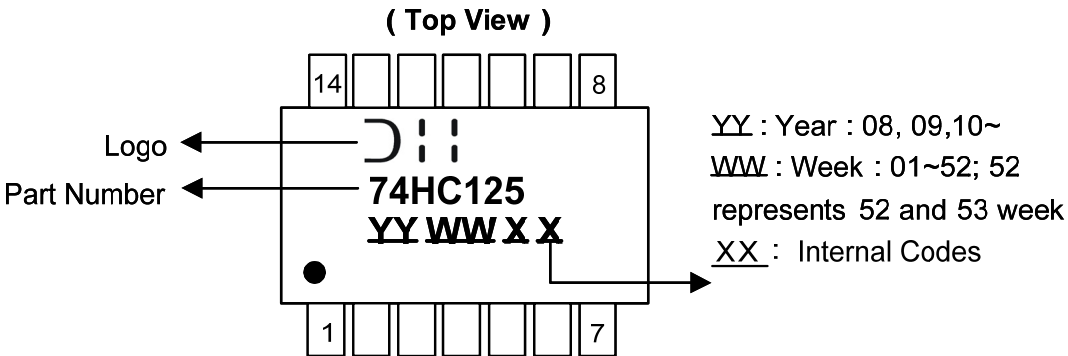 ( Top View )
14 8
Logo
Part Number
74HC125
YY WW X X
1 7
YY : Year : 08, 09,10~
WW : Week : 01~52; 52
represents 52 and 53 week
XX : Internal Codes